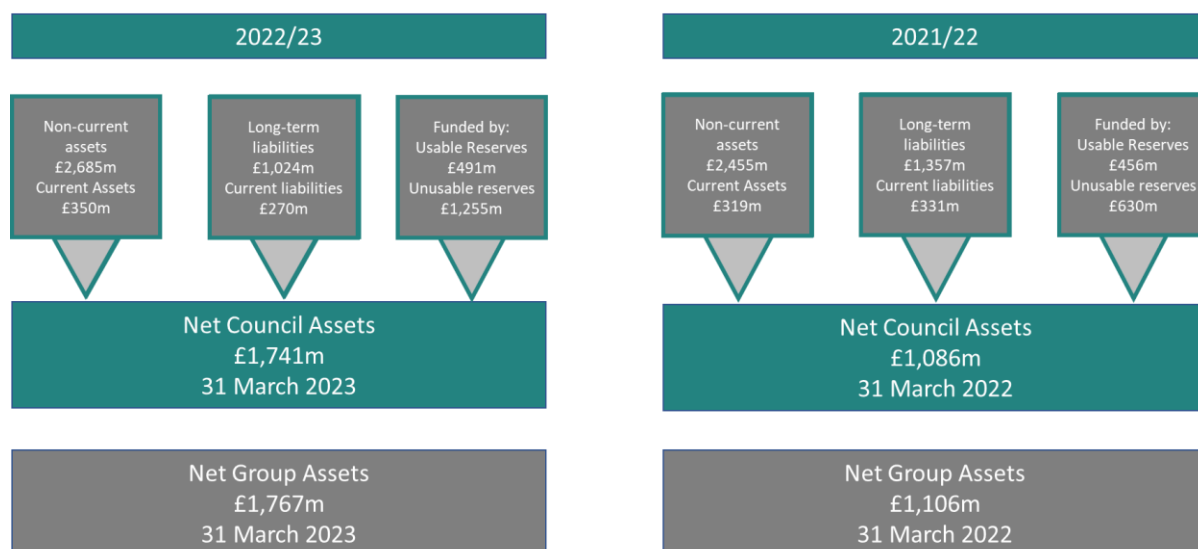 2022/23
Non-current
assets
£2,685m
Current Assets
£350m
Long-term
liabilities
£1,024m
Current liabilities
£270m
Funded by:
Usable Reserves
£491m
Unusable reserves
£1,255m
Net Council Assets
£1,741m
31 March 2023
Net Group Assets
£1,767m
31 March 2023
2021/22
Non-current
assets
£2,455m
Current Assets
£319m
Long-term
liabilities
£1,357m
Current liabilities
£331m
Funded by:
Usable Reserves
£456m
Unusable reserves
£630m
Net Council Assets
£1,086m
31 March 2022
Net Group Assets
£1,106m
31 March 2022